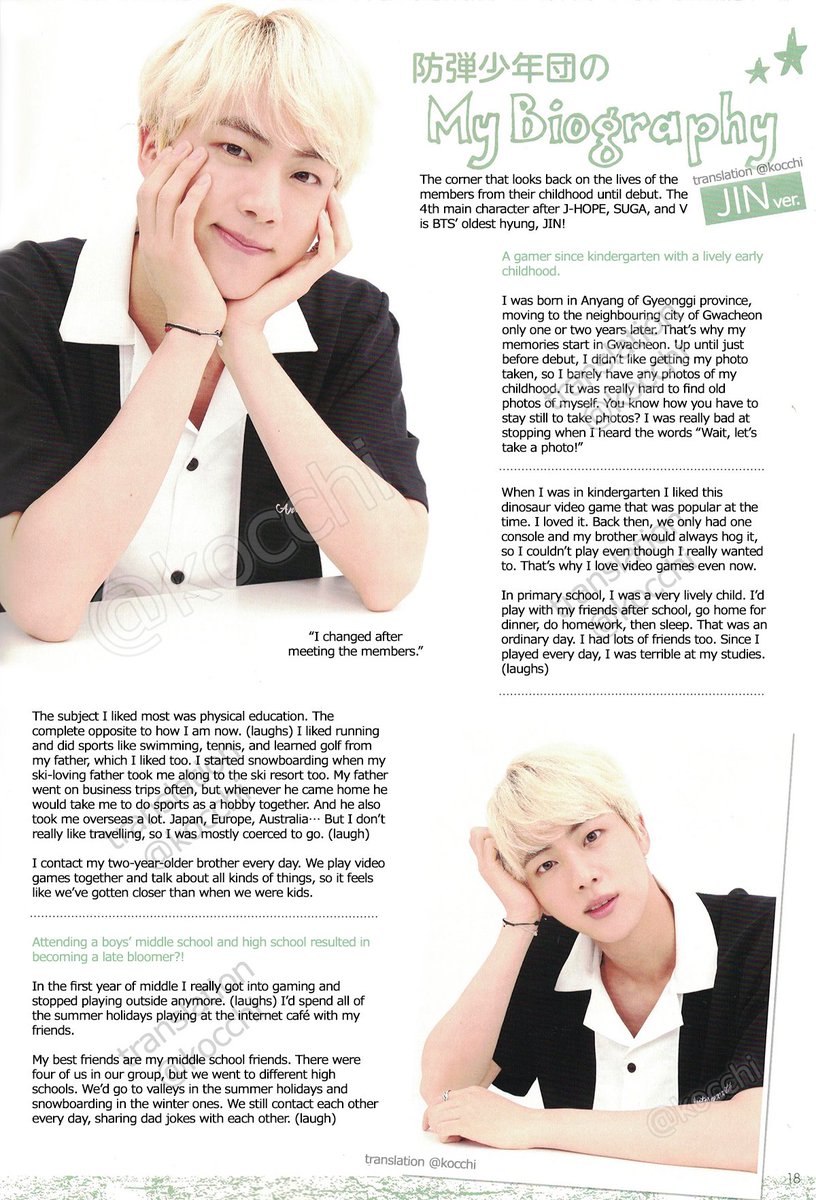 防弾少年団の
My Biography
translation @kocchi
JIN ver.
The corner that looks back on the lives of the
members from their childhood until debut. The
4th main character after J-HOPE, SUGA, and V
is BTS’ oldest hyung, JIN!
A gamer since kindergarten with a lively early
childhood.
I was born in Anyang of Gyeonggi province,
moving to the neighbouring city of Gwacheon
only one or two years later. That’s why my
memories start in Gwacheon. Up until just
before debut, I didn’t like getting my photo
taken, so I barely have any photos of my
childhood. It was really hard to find old
photos of myself. You know how you have to
stay still to take photos? I was really bad at
stopping when I heard the words “Wait, let’s
take a photo!”
translation
@kocchi
When I was in kindergarten I liked this
dinosaur video game that was popular at the
time. I loved it. Back then, we only had one
console and my brother would always hog it,
so I couldn’t play even though I really wanted
to. That’s why I love video games even now.
In primary school, I was a very lively child. I’d
play with my friends after school, go home for
dinner, do homework, then sleep. That was an
ordinary day. I had lots of friends too. Since I
played every day, I was terrible at my studies.
(laughs)
translation
@kocchi
@kocchi
“I changed after
meeting the members.”
The subject I liked most was physical education. The
complete opposite to how I am now. (laughs) I liked running
and did sports like swimming, tennis, and learned golf from
my father, which I liked too. I started snowboarding when my
ski-loving father took me along to the ski resort too. My father
went on business trips often, but whenever he came home he
would take me to do sports as a hobby together. And he also
took me overseas a lot. Japan, Europe, Australia… But I don’t
really like travelling, so I was mostly coerced to go. (laugh)
I contact my two-year-older brother every day. We play video
games together and talk about all kinds of things, so it feels
like we’ve gotten closer than when we were kids.
translation
@kocchi
Attending a boys’ middle school and high school resulted in
becoming a late bloomer?!
In the first year of middle I really got into gaming and
stopped playing outside anymore. (laughs) I’d spend all of
the summer holidays playing at the internet café with my
friends.
My best friends are my middle school friends. There were
four of us in our group, but we went to different high
schools. We’d go to valleys in the summer holidays and
snowboarding in the winter ones. We still contact each other
every day, sharing dad jokes with each other. (laugh)
translation
@kocchi
@kocchi
translation @kocchi
18